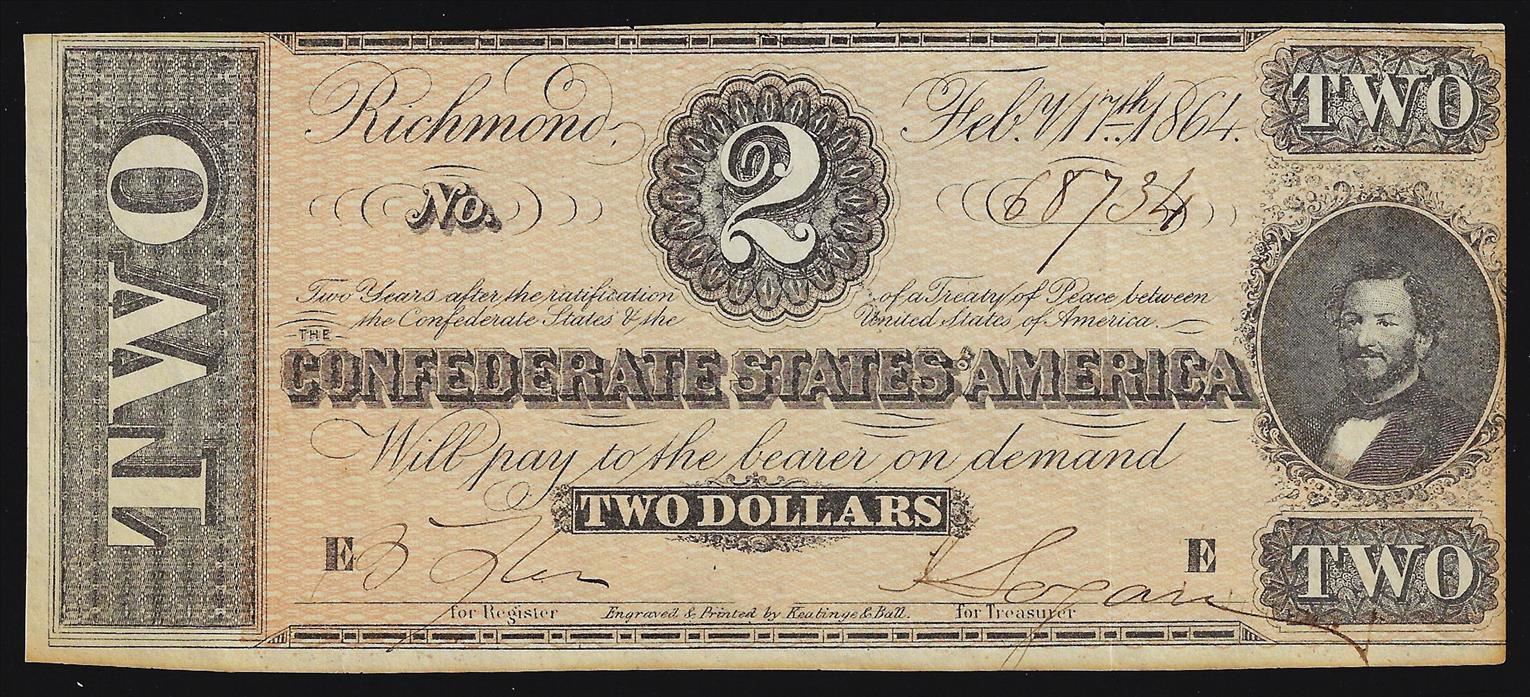 TWO
Richmond, Feby. 17th 1864.
TWO
2
No. 68734
Two Years after the ratification of a Treaty of Peace between
the Confederate States & the United States of America.
THE
CONFEDERATE STATES OF AMERICA
Will pay to the bearer on demand
TWO DOLLARS
E E
TWO
Logan
for Register Engraved & Printed by Keatinge & Ball. for Treasurer